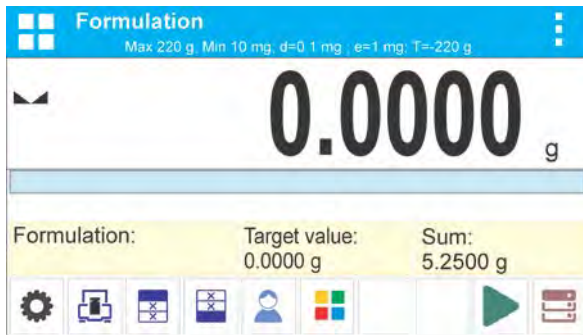 Formulation
Max 220 g, Min 10 mg; d=0.1 mg ; e=1 mg; T=-220 g
0.0000 g
Formulation: Target value: Sum:
0.0000 g 5.2500 g